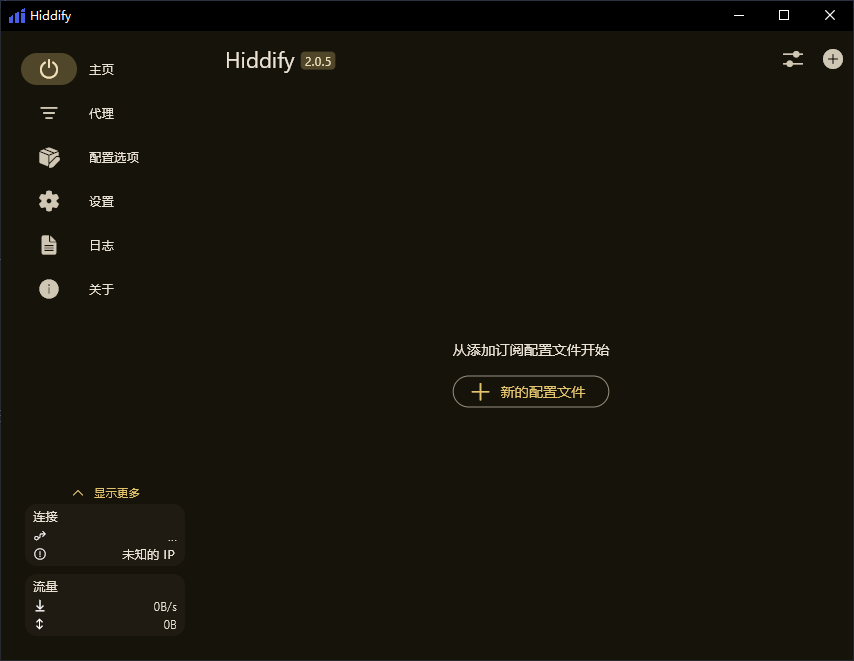 Hiddify
主页
代理
配置选项
设置
日志
关于
Hiddify 2.0.5
从添加订阅配置文件开始
新的配置文件
显示更多
连接
...
未知的 IP
流量
0B/s
0B